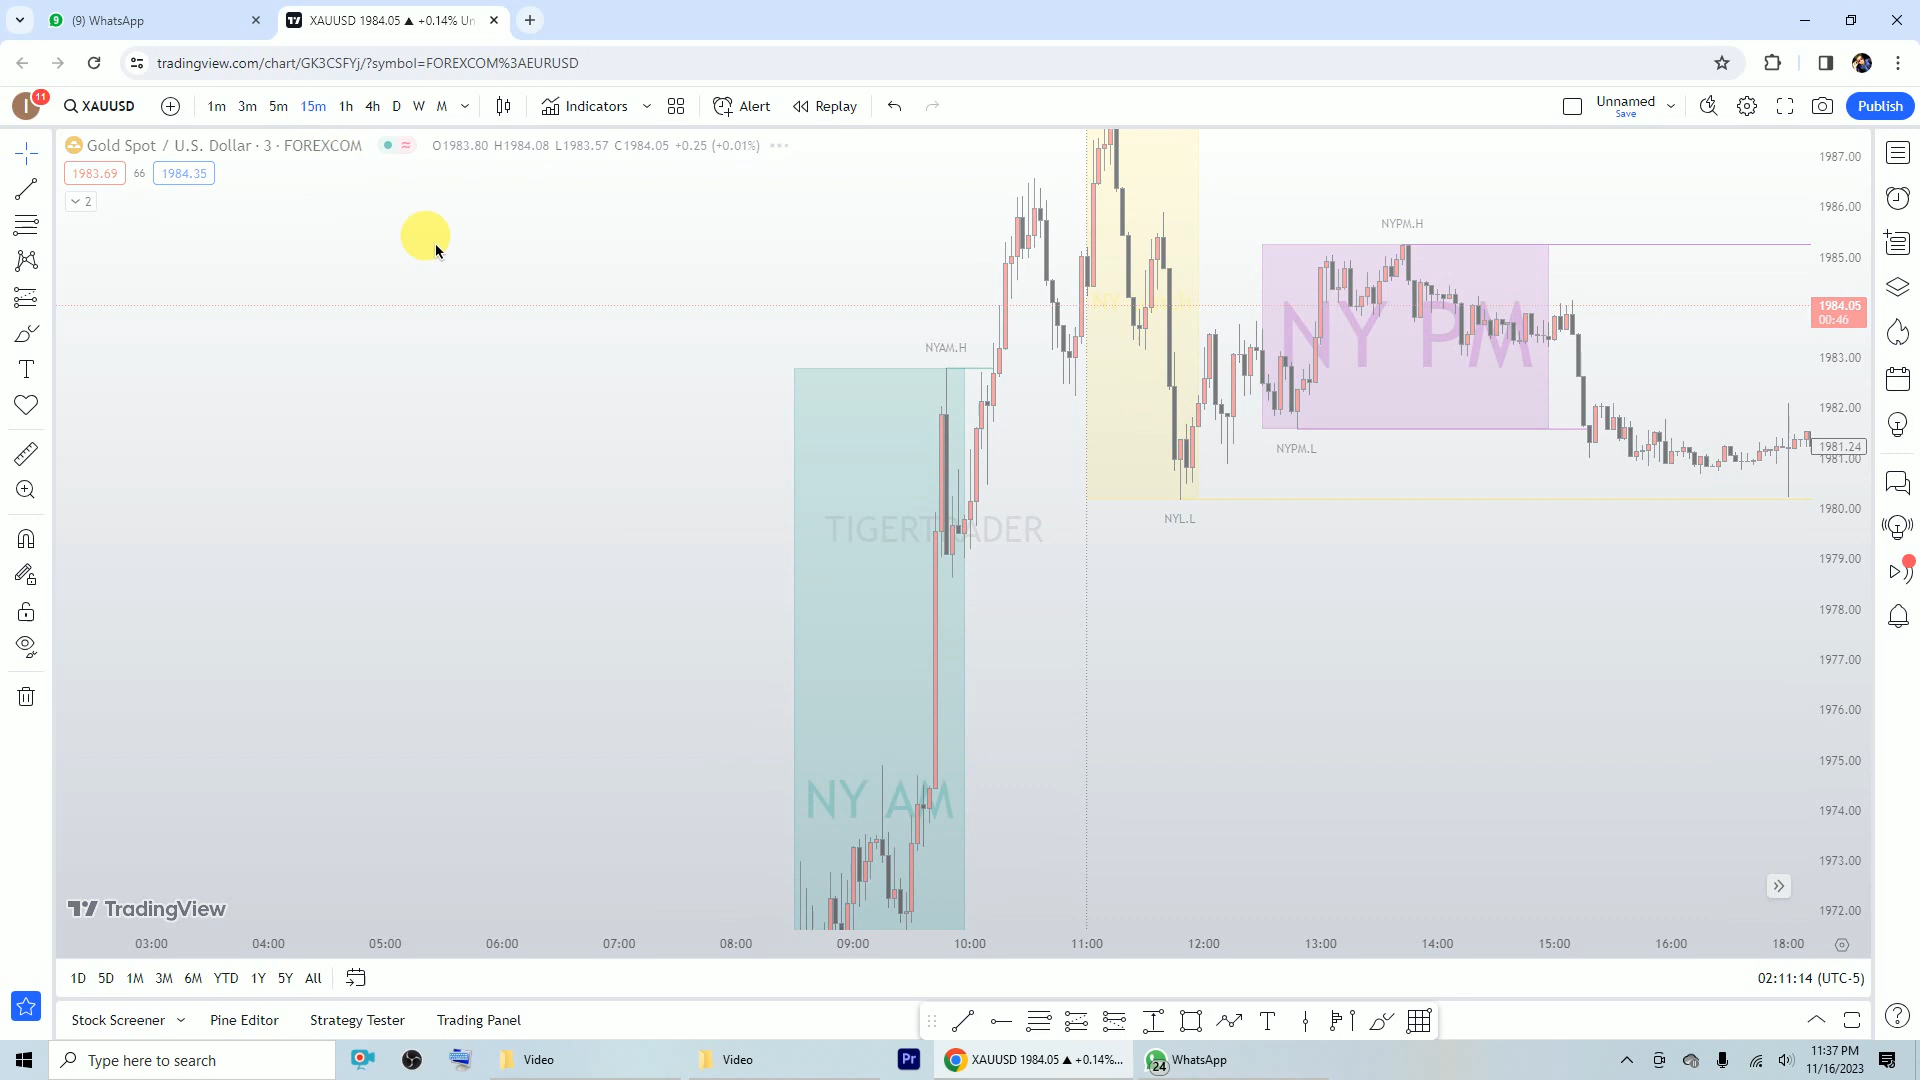 (9) WhatsApp
XAUUSD 1984.05 ▲ +0.14% Un
tradingview.com/chart/GK3CSFYj/?symbol=FOREXCOM%3AEURUSD
11
XAUUSD
1m 3m 5m 15m 1h 4h D W M
Indicators
Alert
Replay
Unnamed
Save
Publish
Gold Spot / U.S. Dollar · 3 · FOREXCOM
O1983.80 H1984.08 L1983.57 C1984.05 +0.25 (+0.01%)
1983.69 66 1984.35
2
1987.00
1986.00
1985.00
1984.05
00:46
1983.00
1982.00
1981.24
1981.00
1980.00
1979.00
1978.00
1977.00
1976.00
1975.00
1974.00
1973.00
1972.00
NYPM.H
NYAM.H
NY PM
NYPM.L
NYL.L
TIGERTRADER
NY AM
TradingView
03:00 04:00 05:00 06:00 07:00 08:00 09:00 10:00 11:00 12:00 13:00 14:00 15:00 16:00 18:00
1D 5D 1M 3M 6M YTD 1Y 5Y All
02:11:14 (UTC-5)
Stock Screener
Pine Editor
Strategy Tester
Trading Panel
Type here to search
Video
Video
Pr
XAUUSD 1984.05 ▲ +0.14%...
24
WhatsApp
11:37 PM
11/16/2023